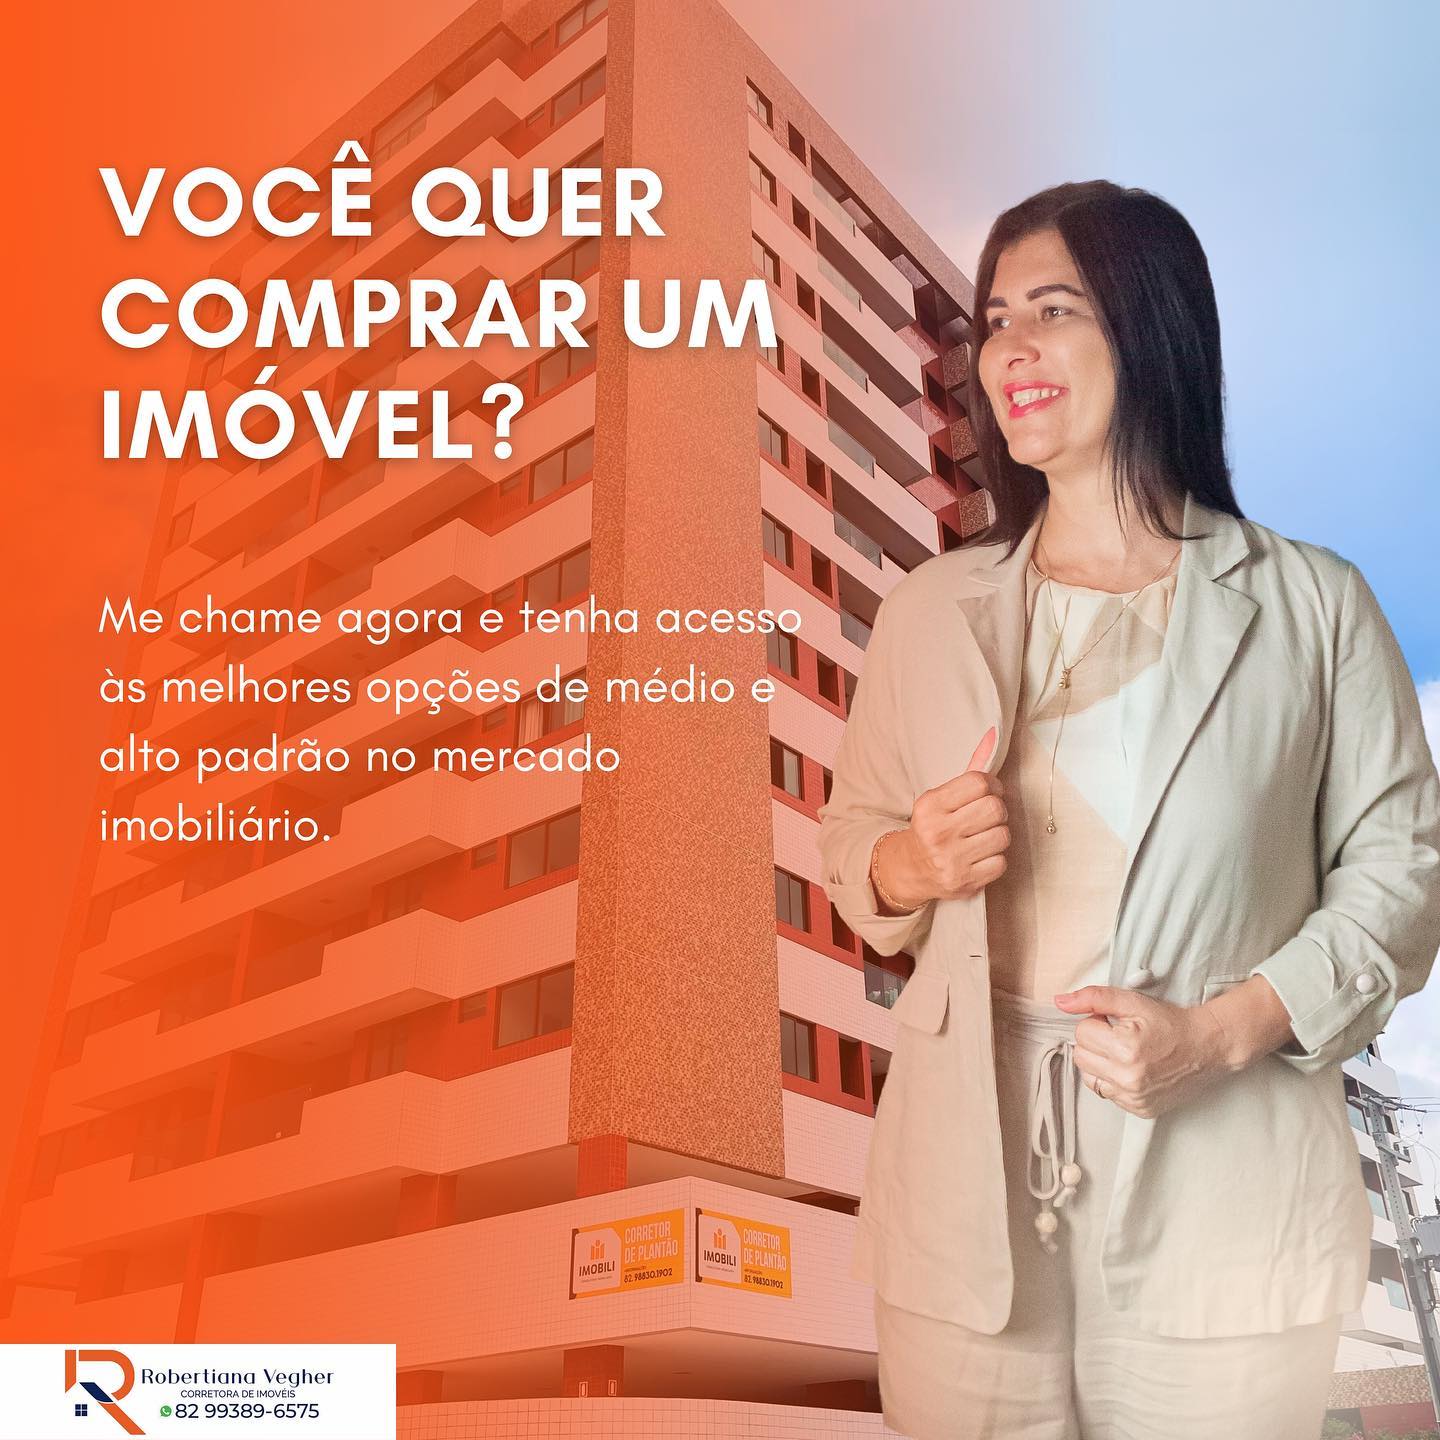 VOCÊ QUER
COMPRAR UM
IMÓVEL?
Me chame agora e tenha acesso
às melhores opções de médio e
alto padrão no mercado
imobiliário.
IMOBILI
CORRETOR
DE PLANTÃO
82. 98830.1902
IMOBILI
CORRETOR
DE PLANTÃO
82. 98830.1902
Robertiana Vegher
CORRETORA DE IMOVÉIS
82 99389-6575